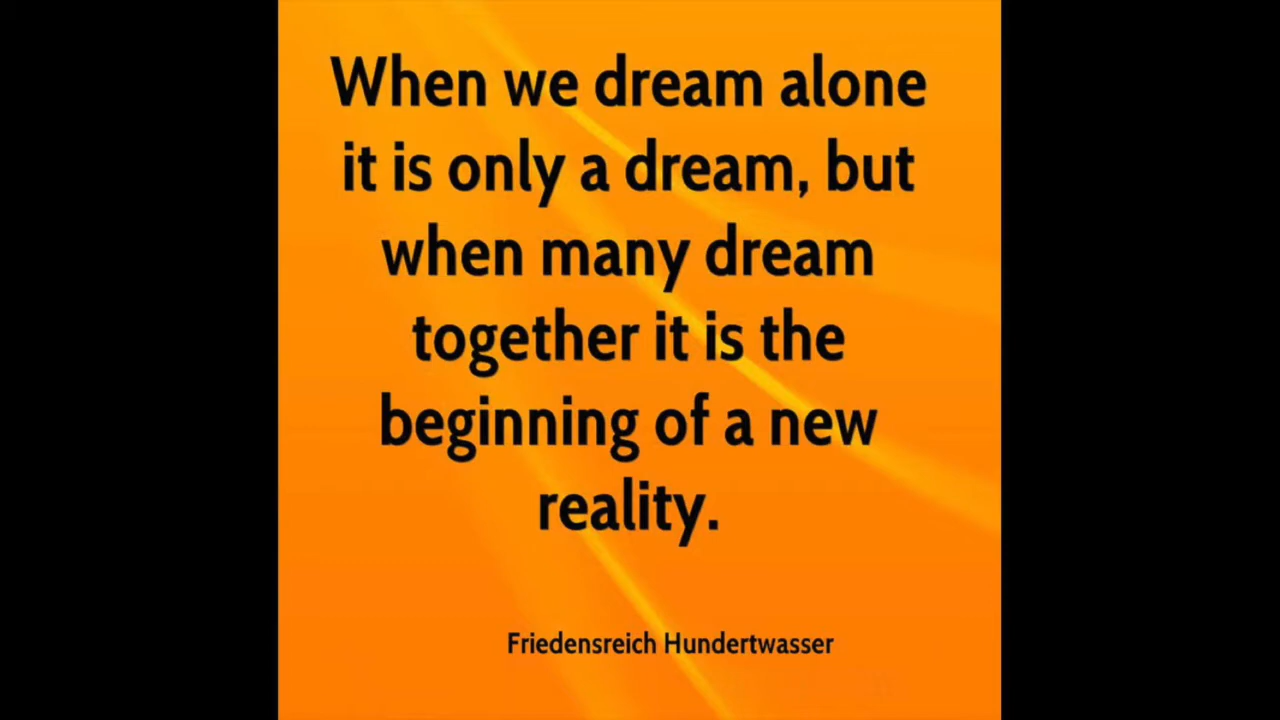 When we dream alone
it is only a dream, but
when many dream
together it is the
beginning of a new
reality.
Friedensreich Hundertwasser